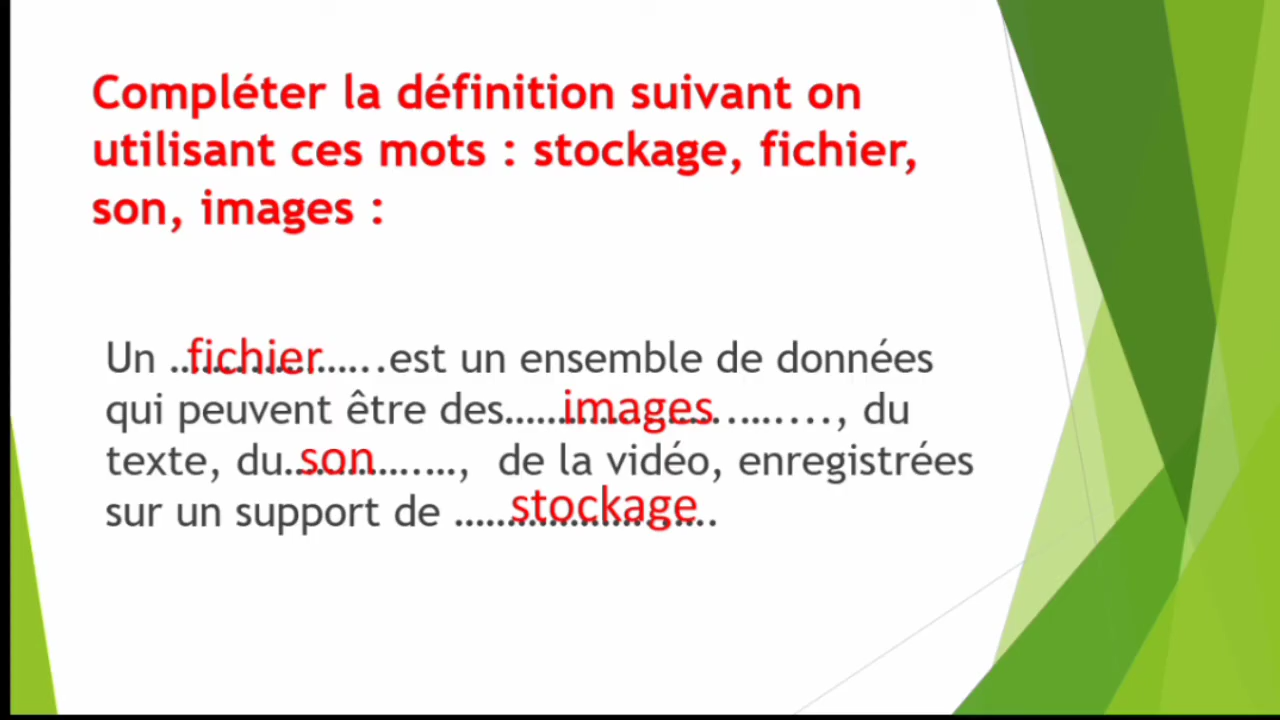 Compléter la définition suivant on
utilisant ces mots : stockage, fichier,
son, images :
Un ...fichier.....est un ensemble de données
qui peuvent être des......images........, du
texte, du..son......, de la vidéo, enregistrées
sur un support de ....stockage..